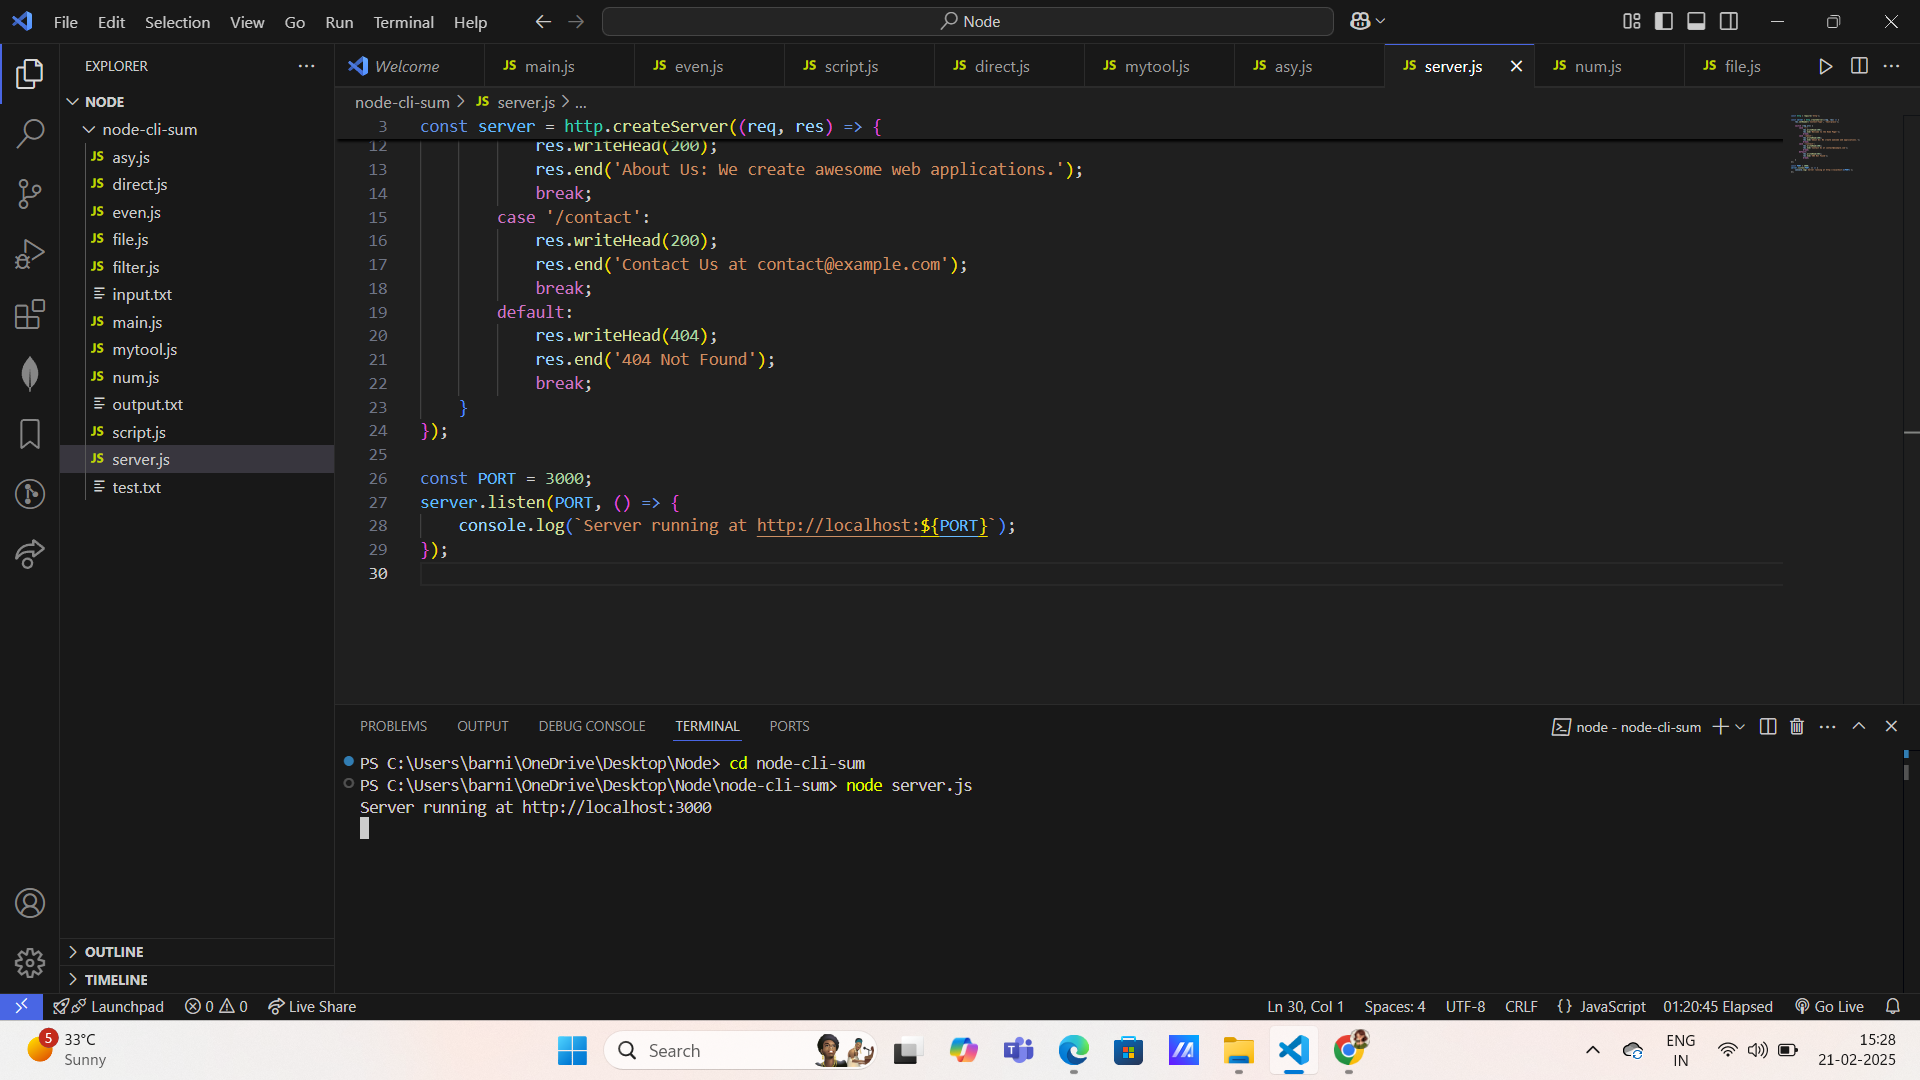 File Edit Selection View Go Run Terminal Help
Node
EXPLORER
NODE
node-cli-sum
JS asy.js
JS direct.js
JS even.js
JS file.js
JS filter.js
input.txt
JS main.js
JS mytool.js
JS num.js
output.txt
JS script.js
JS server.js
test.txt
OUTLINE
TIMELINE
Welcome JS main.js JS even.js JS script.js JS direct.js JS mytool.js JS asy.js JS server.js JS num.js JS file.js
node-cli-sum > JS server.js > ...
3 const server = http.createServer((req, res) => {
12 res.writeHead(200);
13 res.end('About Us: We create awesome web applications.');
14 break;
15 case '/contact':
16 res.writeHead(200);
17 res.end('Contact Us at contact@example.com');
18 break;
19 default:
20 res.writeHead(404);
21 res.end('404 Not Found');
22 break;
23 }
24 });
25
26 const PORT = 3000;
27 server.listen(PORT, () => {
28 console.log(`Server running at http://localhost:${PORT}`);
29 });
30
PROBLEMS OUTPUT DEBUG CONSOLE TERMINAL PORTS
node - node-cli-sum
PS C:\Users\barni\OneDrive\Desktop\Node> cd node-cli-sum
PS C:\Users\barni\OneDrive\Desktop\Node\node-cli-sum> node server.js
Server running at http://localhost:3000
Launchpad 0 0 Live Share Ln 30, Col 1 Spaces: 4 UTF-8 CRLF {} JavaScript 01:20:45 Elapsed Go Live
5 33°C
Sunny
Search
ENG
IN
15:28
21-02-2025